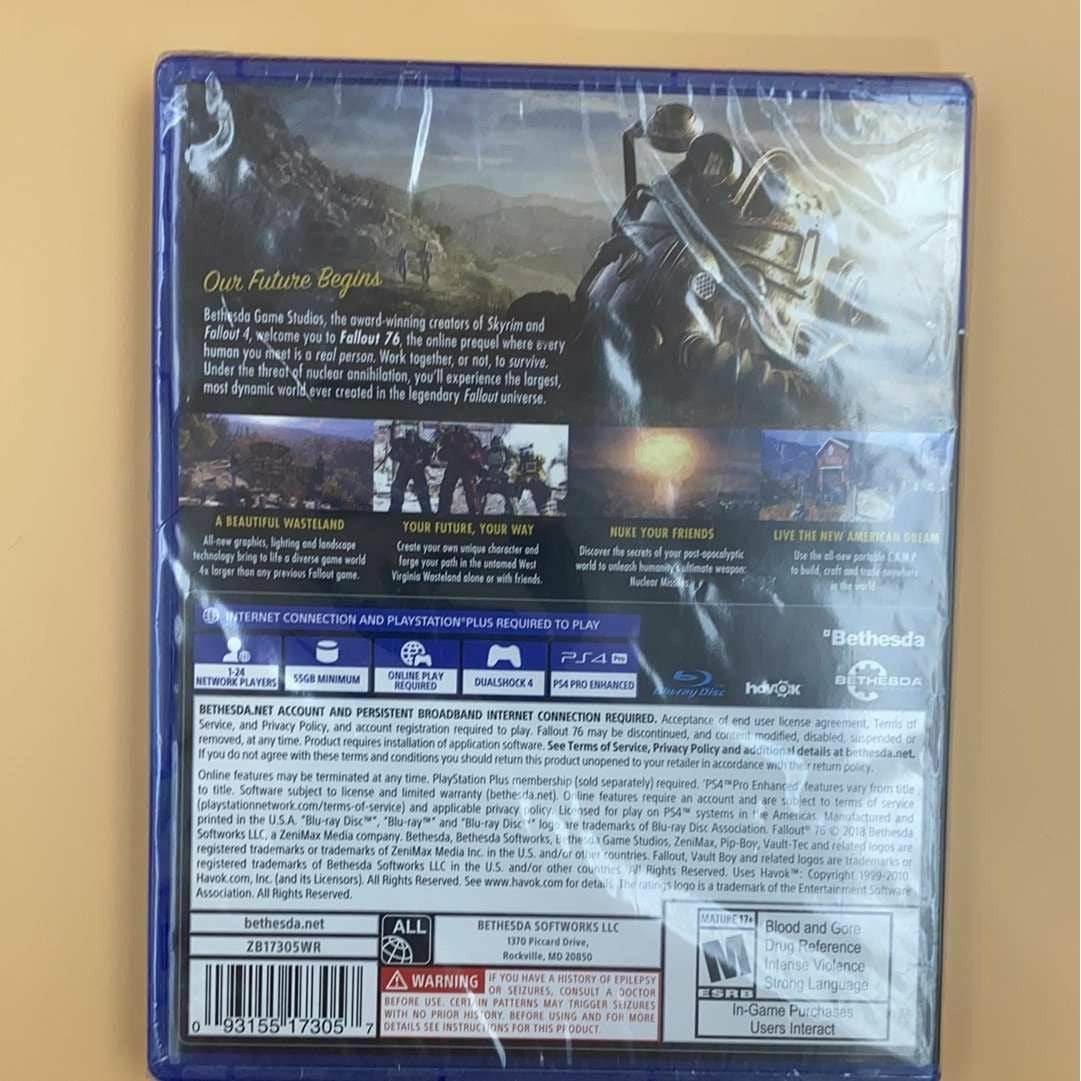 Our Future Begins
Bethesda Game Studios, the award-winning creators of Skyrim and
Fallout 4, welcome you to Fallout 76, the online prequel where every
human you meet is a real person. Work together, or not, to survive.
Under the threat of nuclear annihilation, you'll experience the largest,
most dynamic world ever created in the legendary Fallout universe.
A BEAUTIFUL WASTELAND
All-new graphics, lighting and landscape
technology bring to life a diverse game world
4x larger than any previous Fallout game.
YOUR FUTURE, YOUR WAY
Create your own unique character and
forge your path in the untamed West
Virginia Wasteland alone or with friends.
NUKE YOUR FRIENDS
Discover the secrets of your post-apocalyptic
world to unleash humanity's ultimate weapon:
Nuclear Missiles.
LIVE THE NEW AMERICAN DREAM
Use the all-new portable C.A.M.P.
to build, craft and trade anywhere
in the world.
INTERNET CONNECTION AND PLAYSTATION®PLUS REQUIRED TO PLAY
1-24
NETWORK PLAYERS
55GB MINIMUM
ONLINE PLAY
REQUIRED
DUALSHOCK 4
PS4 Pro
PS4 PRO ENHANCED
Blu-ray Disc
havok
Bethesda
BETHESDA
BETHESDA.NET ACCOUNT AND PERSISTENT BROADBAND INTERNET CONNECTION REQUIRED. Acceptance of end user license agreement, Terms of
Service, and Privacy Policy, and account registration required to play. Fallout 76 may be discontinued, and content modified, disabled, suspended or
removed, at any time. Product requires installation of application software. See Terms of Service, Privacy Policy and additional details at bethesda.net.
If you do not agree with these terms and conditions you should return this product unopened to your retailer in accordance with their return policy.
Online features may be terminated at any time. PlayStation Plus membership (sold separately) required. *PS4™Pro Enhanced features vary from title
to title. Software subject to license and limited warranty (bethesda.net). Online features require an account and are subject to terms of service
(playstationnetwork.com/terms-of-service) and applicable privacy policy. Licensed for play on PS4™ systems in the Americas. Manufactured and
printed in the U.S.A. "Blu-ray Disc™", "Blu-ray™" and "Blu-ray Disc™" logo are trademarks of Blu-ray Disc Association. Fallout® 76 © 2018 Bethesda
Softworks LLC, a ZeniMax Media company. Bethesda, Bethesda Softworks, Bethesda Game Studios, ZeniMax, Pip-Boy, Vault-Tec and related logos are
registered trademarks or trademarks of ZeniMax Media Inc. in the U.S. and/or other countries. Fallout, Vault Boy and related logos are trademarks or
registered trademarks of Bethesda Softworks LLC in the U.S. and/or other countries. All Rights Reserved. Uses Havok™: Copyright 1999-2010
Havok.com, Inc. (and its Licensors). All Rights Reserved. See www.havok.com for details. The ratings logo is a trademark of the Entertainment Software
Association. All Rights Reserved.
bethesda.net
ZB17305WR
0 93155 17305 7
ALL
BETHESDA SOFTWORKS LLC
1370 Piccard Drive,
Rockville, MD 20850
WARNING IF YOU HAVE A HISTORY OF EPILEPSY
OR SEIZURES, CONSULT A DOCTOR
BEFORE USE. CERTAIN PATTERNS MAY TRIGGER SEIZURES
WITH NO PRIOR HISTORY. BEFORE USING AND FOR MORE
DETAILS SEE INSTRUCTIONS FOR THIS PRODUCT.
MATURE 17+
M
ESRB
Blood and Gore
Drug Reference
Intense Violence
Strong Language
In-Game Purchases
Users Interact